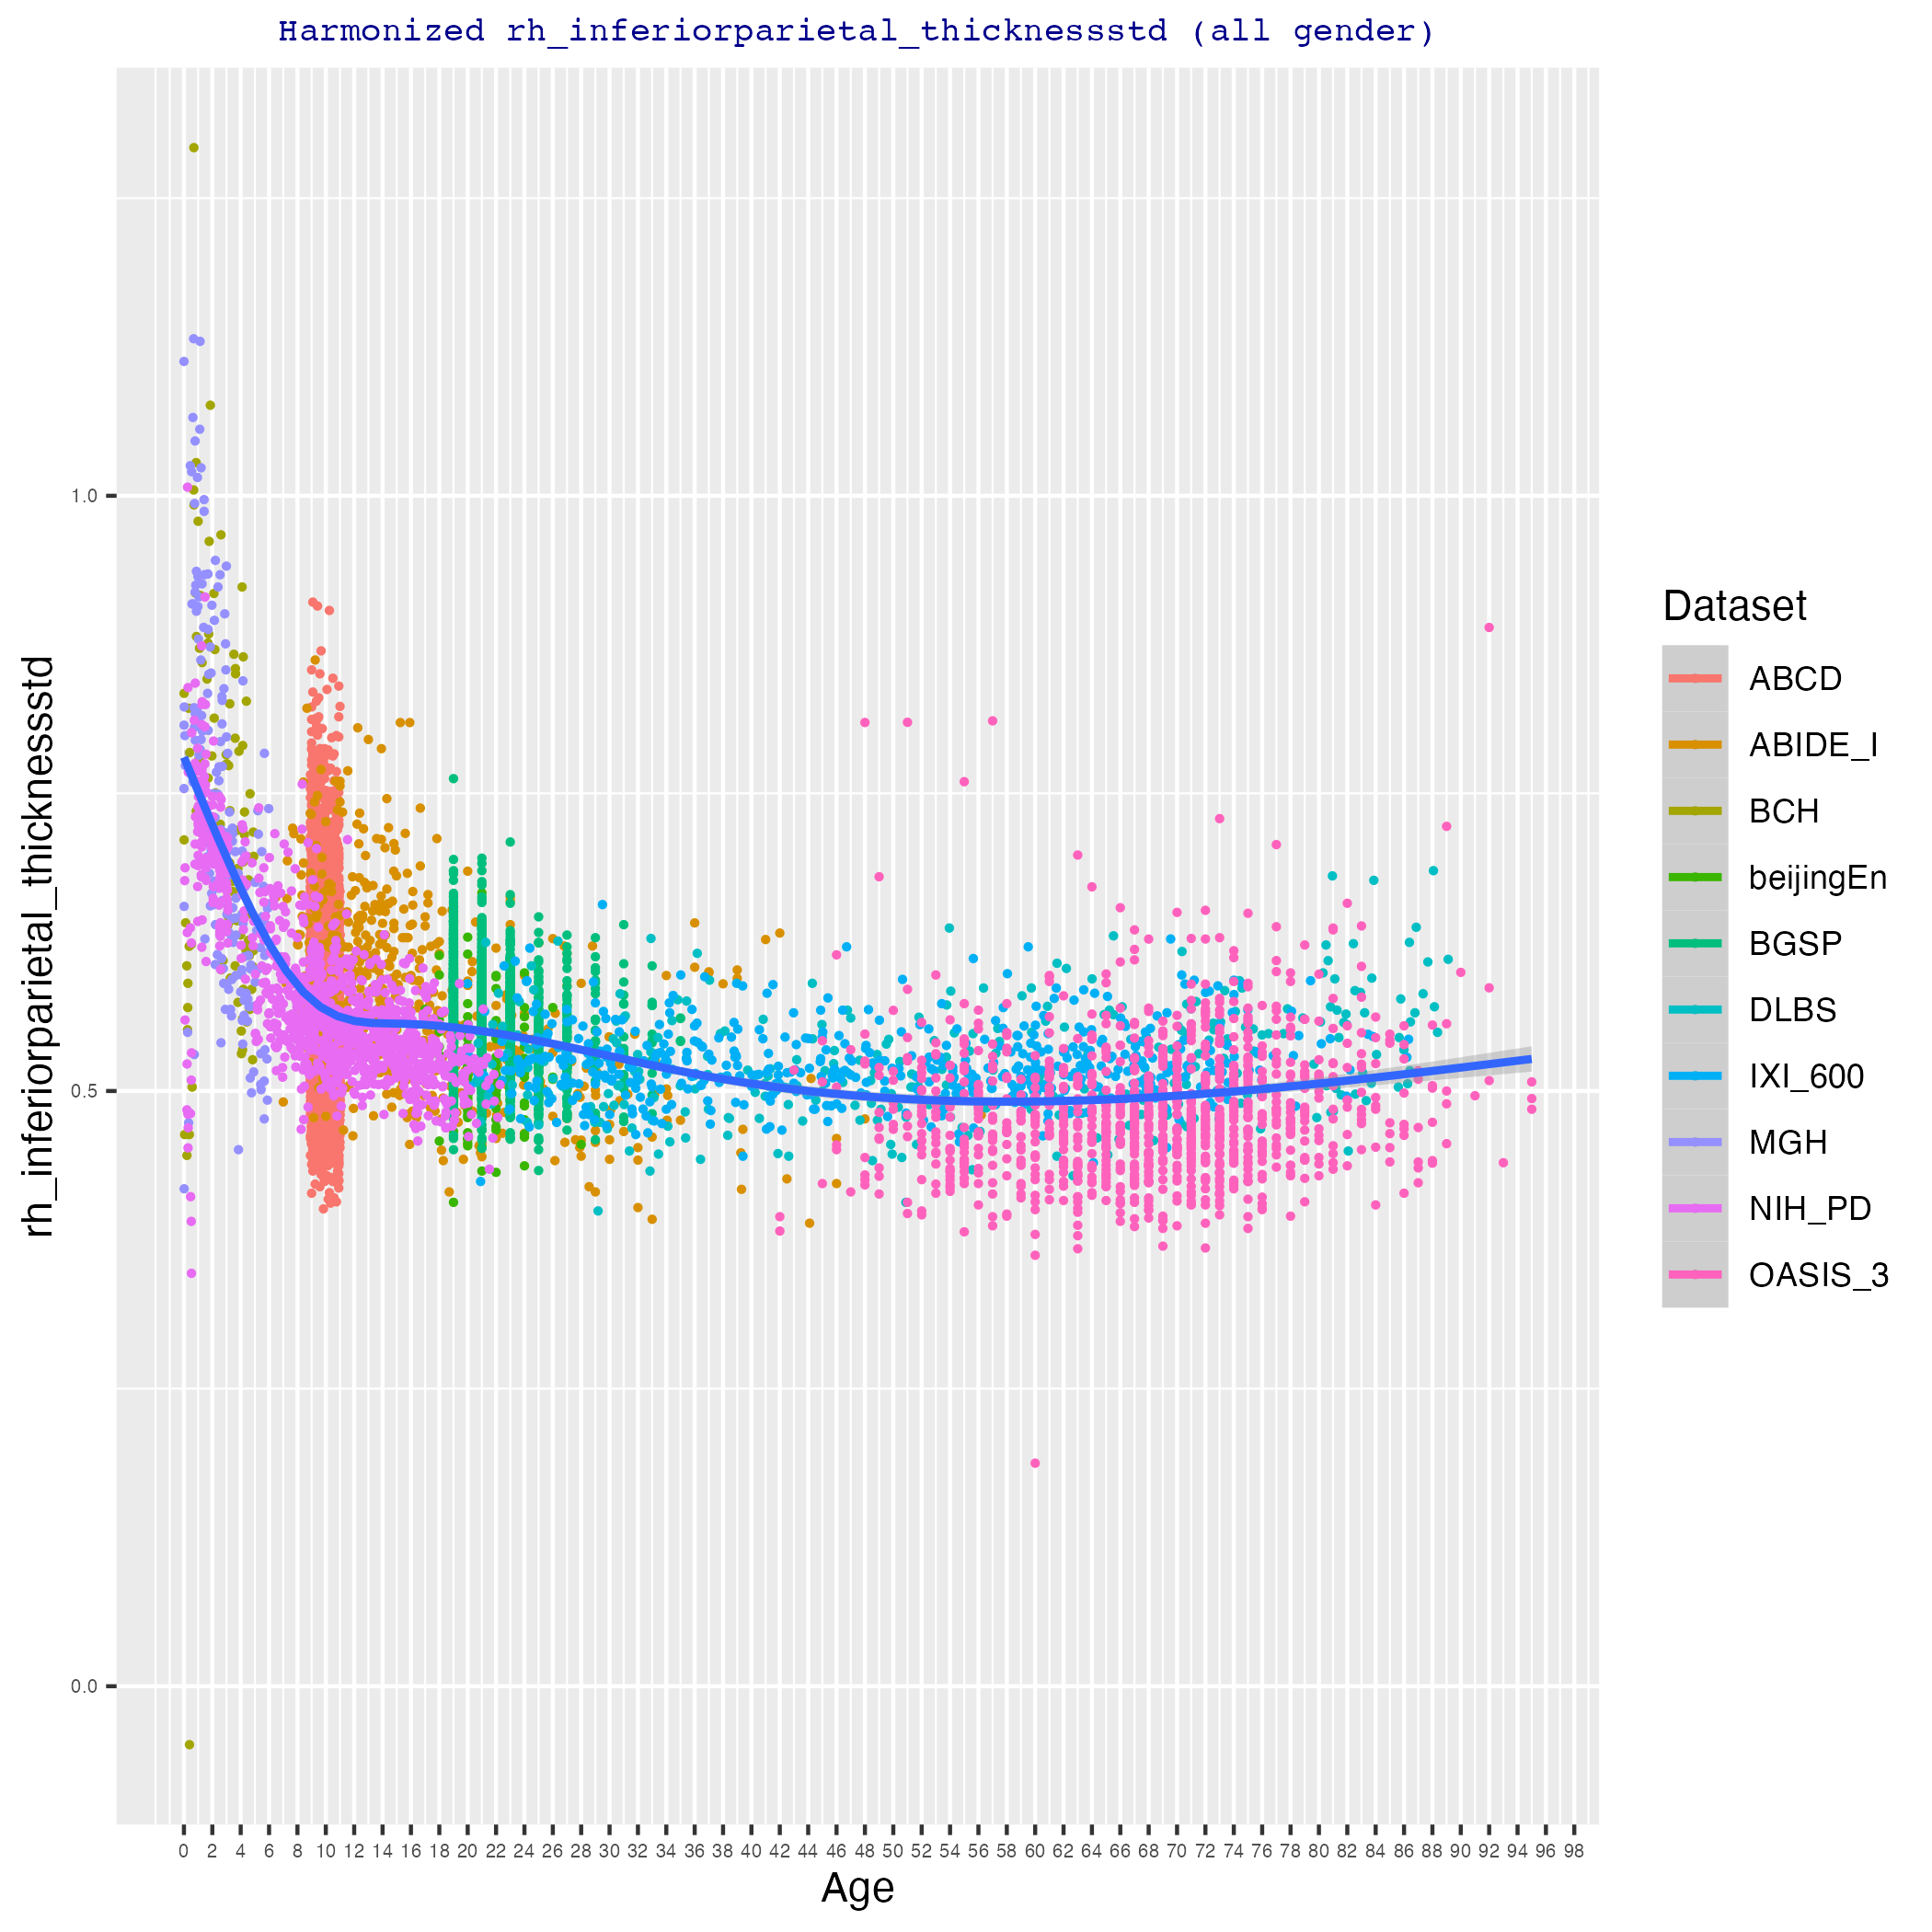 Harmonized rh_inferiorparietal_thicknessstd (all gender)
rh_inferiorparietal_thicknessstd
1.0
0.5
0.0
0 2 4 6 8 10 12 14 16 18 20 22 24 26 28 30 32 34 36 38 40 42 44 46 48 50 52 54 56 58 60 62 64 66 68 70 72 74 76 78 80 82 84 86 88 90 92 94 96 98
Age
Dataset
ABCD
ABIDE_I
BCH
beijingEn
BGSP
DLBS
IXI_600
MGH
NIH_PD
OASIS_3